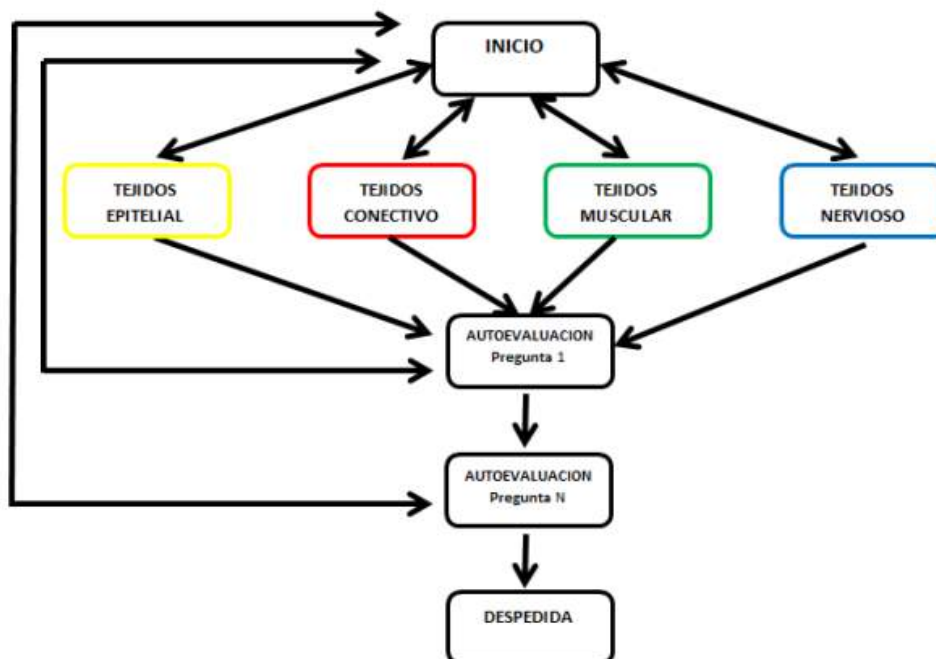 INICIO
TEJIDOS
EPITELIAL
TEJIDOS
CONECTIVO
TEJIDOS
MUSCULAR
TEJIDOS
NERVIOSO
AUTOEVALUACION
Pregunta 1
AUTOEVALUACION
Pregunta N
DESPEDIDA